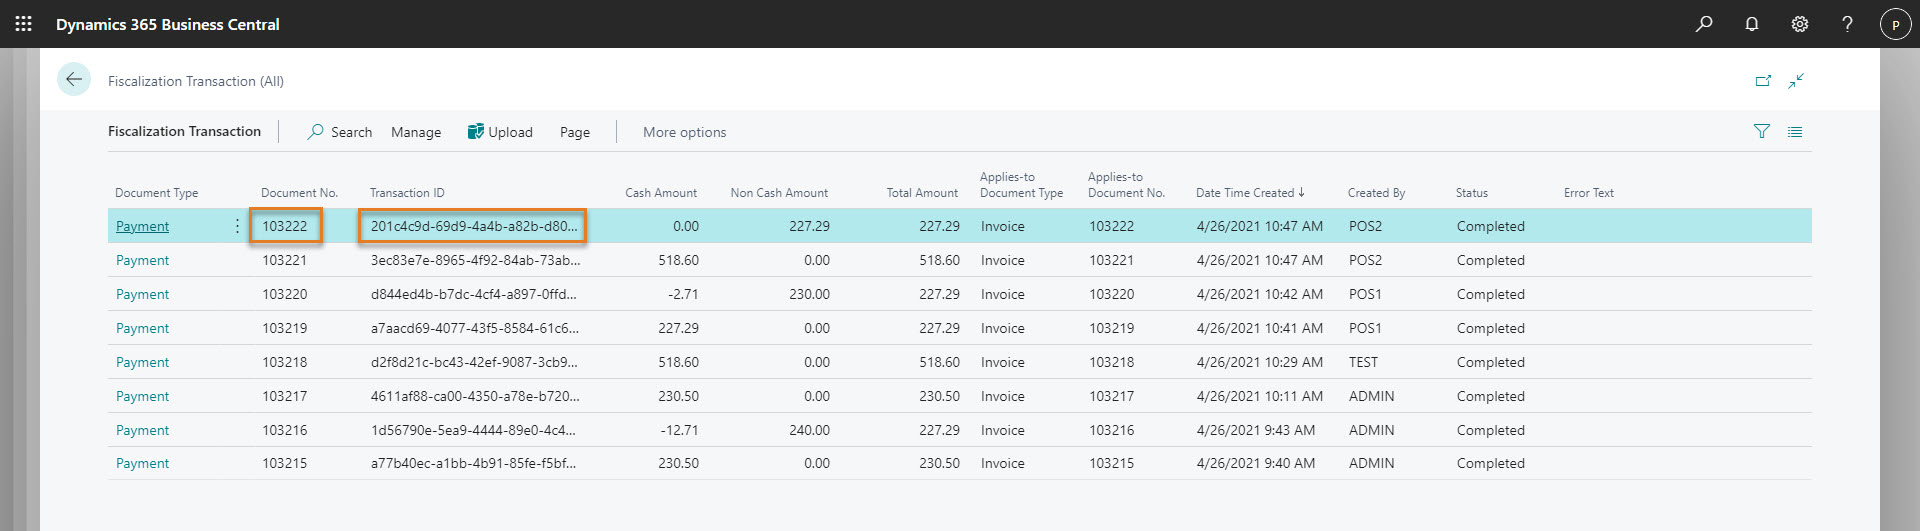 Dynamics 365 Business Central
P
Fiscalization Transaction (All)
Fiscalization Transaction Search Manage Upload Page More options
Document Type Document No. Transaction ID Cash Amount Non Cash Amount Total Amount Applies-to Document Type Applies-to Document No. Date Time Created ↓ Created By Status Error Text
Payment 103222 201c4c9d-69d9-4a4b-a82b-d80... 0.00 227.29 227.29 Invoice 103222 4/26/2021 10:47 AM POS2 Completed
Payment 103221 3ec83e7e-8965-4f92-84ab-73ab... 518.60 0.00 518.60 Invoice 103221 4/26/2021 10:47 AM POS2 Completed
Payment 103220 d844ed4b-b7dc-4cf4-a897-0ffd... -2.71 230.00 227.29 Invoice 103220 4/26/2021 10:42 AM POS1 Completed
Payment 103219 a7aacd69-4077-43f5-8584-61c6... 227.29 0.00 227.29 Invoice 103219 4/26/2021 10:41 AM POS1 Completed
Payment 103218 d2f8d21c-bc43-42ef-9087-3cb9... 518.60 0.00 518.60 Invoice 103218 4/26/2021 10:29 AM TEST Completed
Payment 103217 4611af88-ca00-4350-a78e-b720... 230.50 0.00 230.50 Invoice 103217 4/26/2021 10:11 AM ADMIN Completed
Payment 103216 1d56790e-5ea9-4444-89e0-4c4... -12.71 240.00 227.29 Invoice 103216 4/26/2021 9:43 AM ADMIN Completed
Payment 103215 a77b40ec-a1bb-4b91-85fe-f5bf... 230.50 0.00 230.50 Invoice 103215 4/26/2021 9:40 AM ADMIN Completed